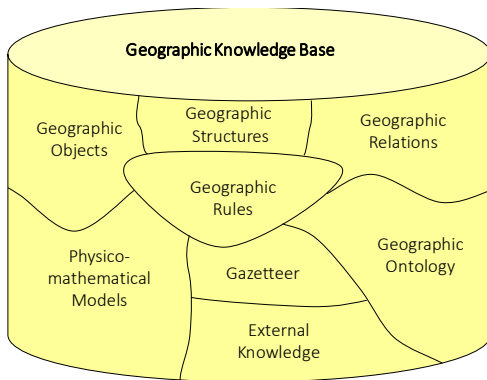 Geographic Knowledge Base
Geographic
Objects
Geographic
Structures
Geographic
Relations
Geographic
Rules
Physico-
mathematical
Models
Gazetteer
Geographic
Ontology
External
Knowledge